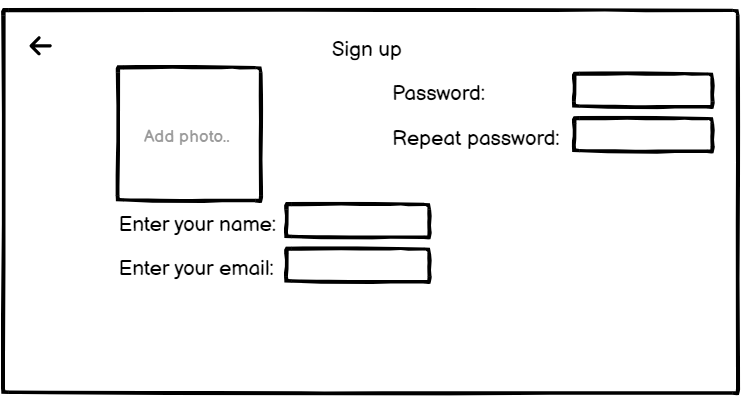 Sign up
Add photo..
Password:
Repeat password:
Enter your name:
Enter your email: